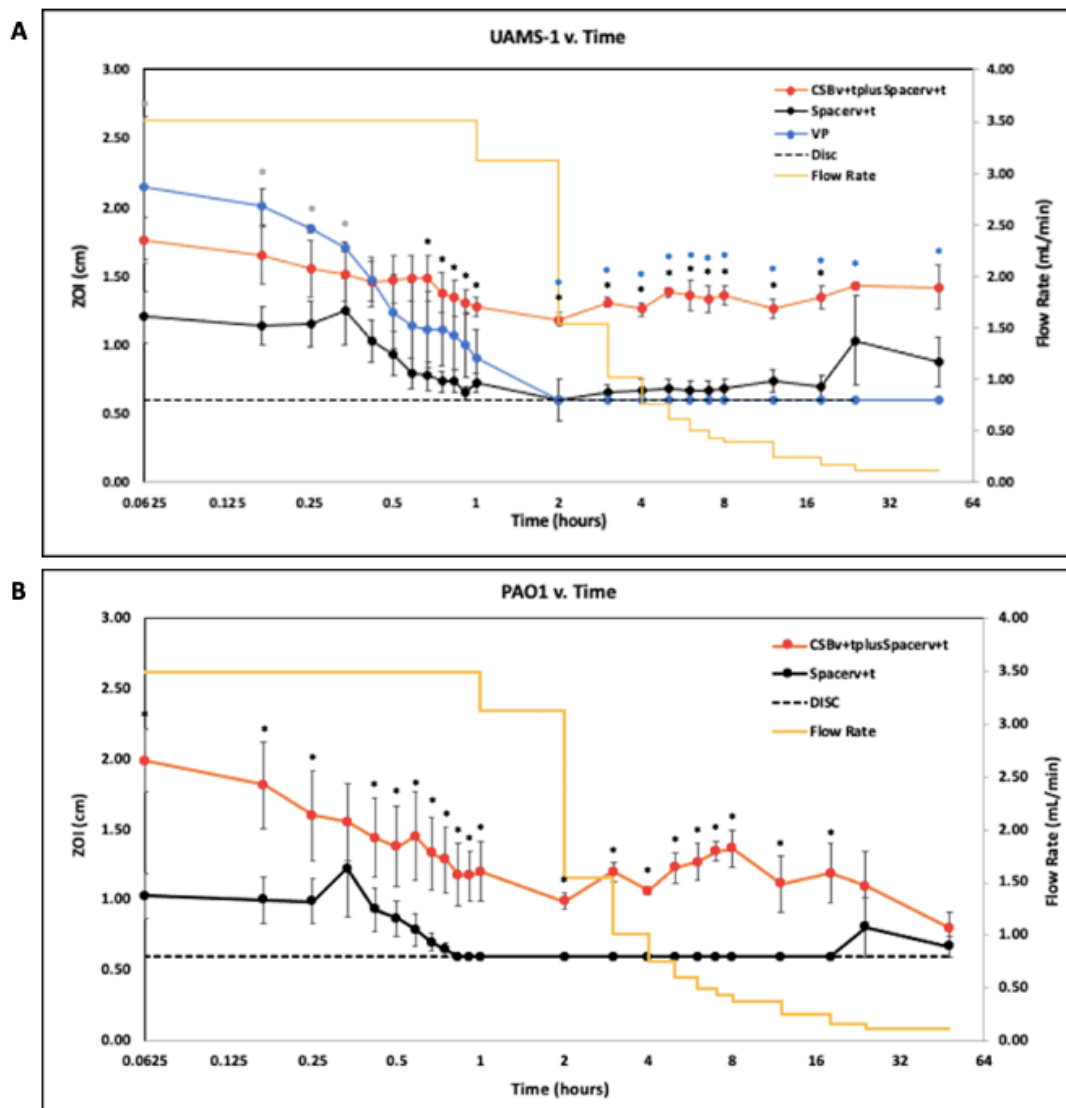 A
UAMS-1 v. Time
3.00
2.50
2.00
1.50
1.00
0.50
0.00
ZOI (cm)
4.00
3.50
3.00
2.50
2.00
1.50
1.00
0.50
0.00
Flow Rate (mL/min)
CSBv+tplusSpacerv+t
Spacerv+t
VP
Disc
Flow Rate
0.0625 0.125 0.25 0.5 1 2 4 8 16 32 64
Time (hours)
B
PAO1 v. Time
3.00
2.50
2.00
1.50
1.00
0.50
0.00
ZOI (cm)
4.00
3.50
3.00
2.50
2.00
1.50
1.00
0.50
0.00
Flow Rate (mL/min)
CSBv+tplusSpacerv+t
Spacerv+t
DISC
Flow Rate
0.0625 0.125 0.25 0.5 1 2 4 8 16 32 64
Time (hours)